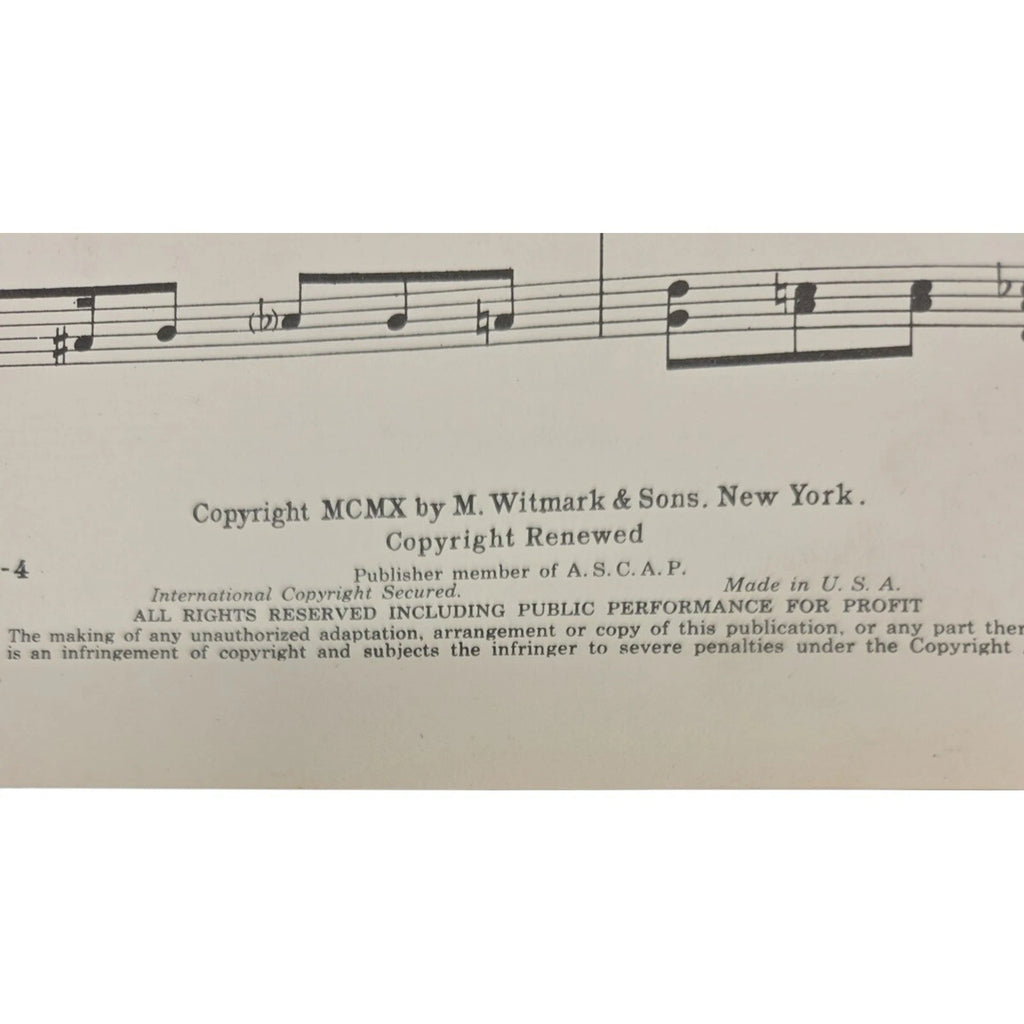 Copyright MCMX by M. Witmark & Sons. New York.
Copyright Renewed
-4
Publisher member of A. S. C. A. P.
International Copyright Secured.
Made in U. S. A.
ALL RIGHTS RESERVED INCLUDING PUBLIC PERFORMANCE FOR PROFIT
The making of any unauthorized adaptation, arrangement or copy of this publication, or any part ther
is an infringement of copyright and subjects the infringer to severe penalties under the Copyright